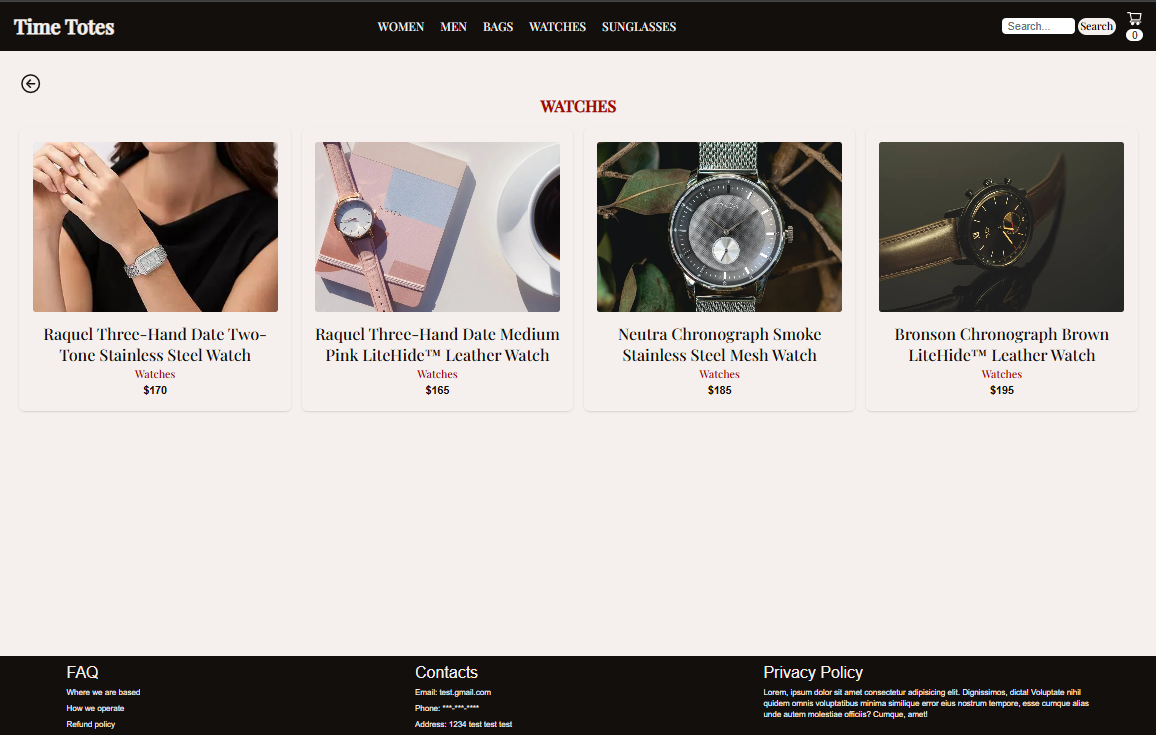 Time Totes
WOMEN MEN BAGS WATCHES SUNGLASSES
Search... Search
0
WATCHES
Raquel Three-Hand Date Two-
Tone Stainless Steel Watch
Watches
$170
Raquel Three-Hand Date Medium
Pink LiteHide™ Leather Watch
Watches
$165
Neutra Chronograph Smoke
Stainless Steel Mesh Watch
Watches
$185
Bronson Chronograph Brown
LiteHide™ Leather Watch
Watches
$195
FAQ
Where we are based
How we operate
Refund policy
Contacts
Email: test.gmail.com
Phone: ***-***-****
Address: 1234 test test test
Privacy Policy
Lorem, ipsum dolor sit amet consectetur adipisicing elit. Dignissimos, dicta! Voluptate nihil
quidem omnis voluptatibus minima similique error eius nostrum tempore, esse cumque alias
unde autem molestiae officiis? Cumque, amet!